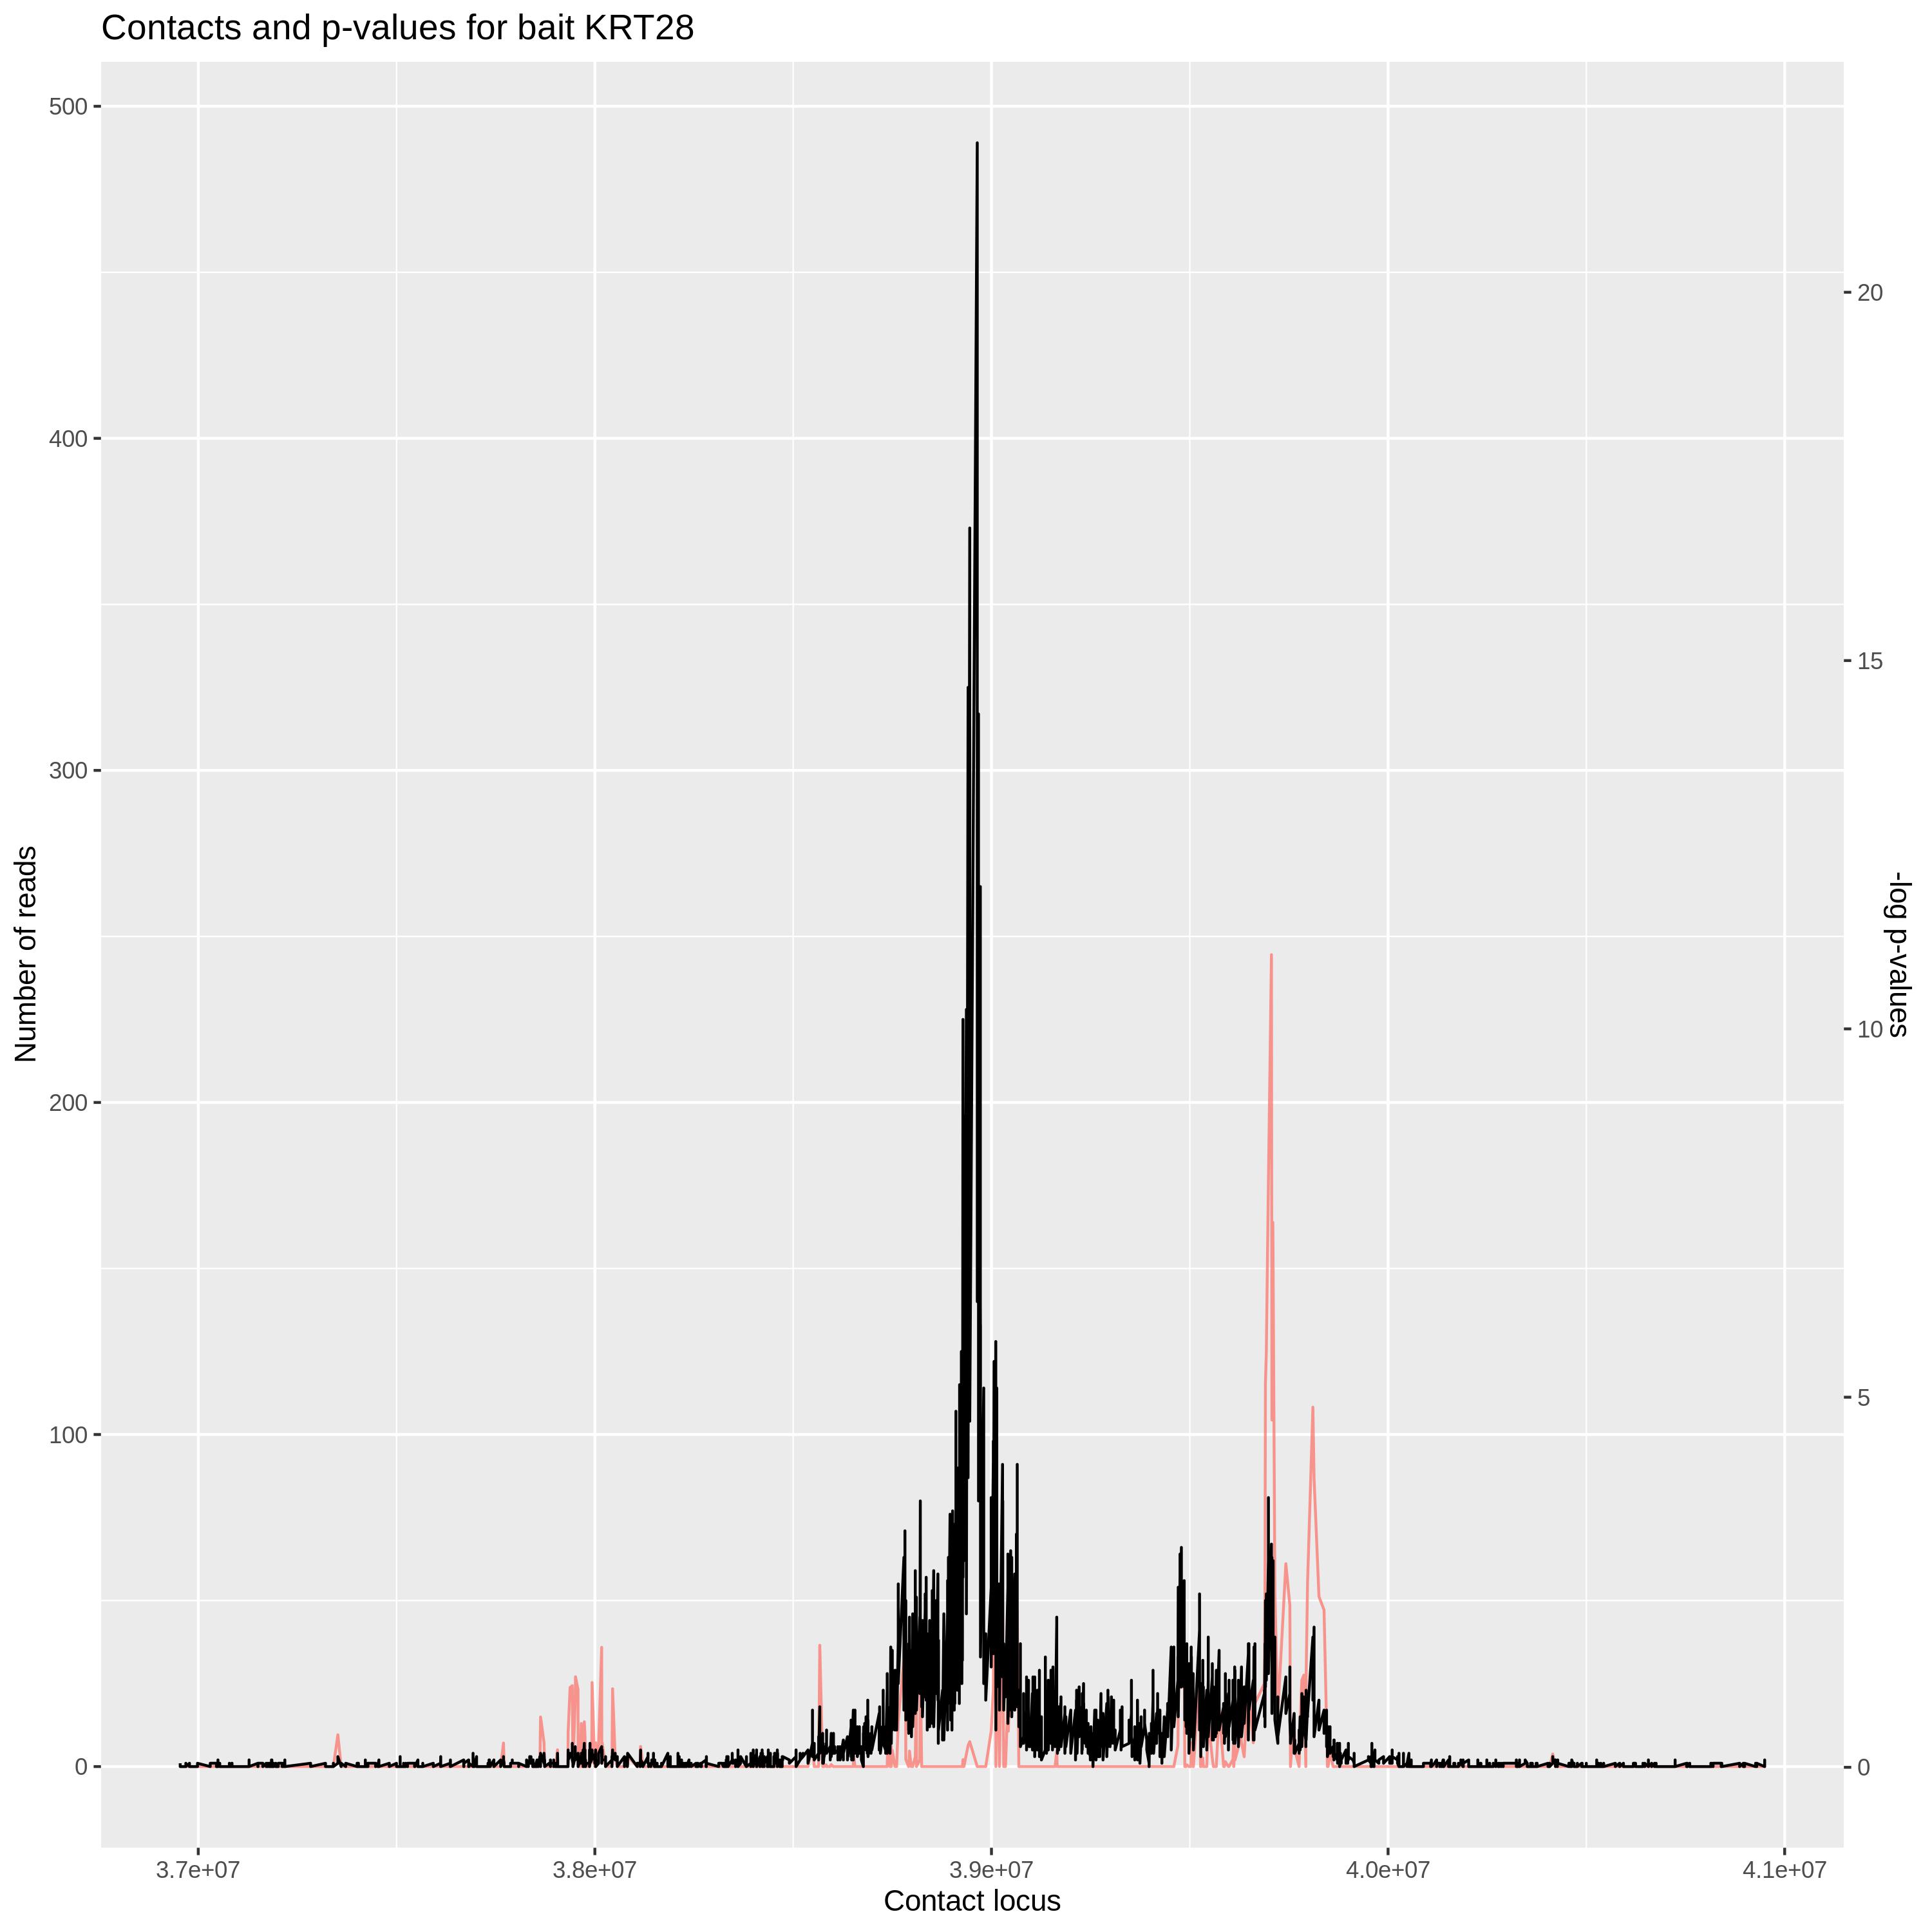 Contacts and p-values for bait KRT28
500
400
300
200
100
0
Number of reads
20
15
10
5
0
-log p-values
3.7e+07 3.8e+07 3.9e+07 4.0e+07 4.1e+07
Contact locus